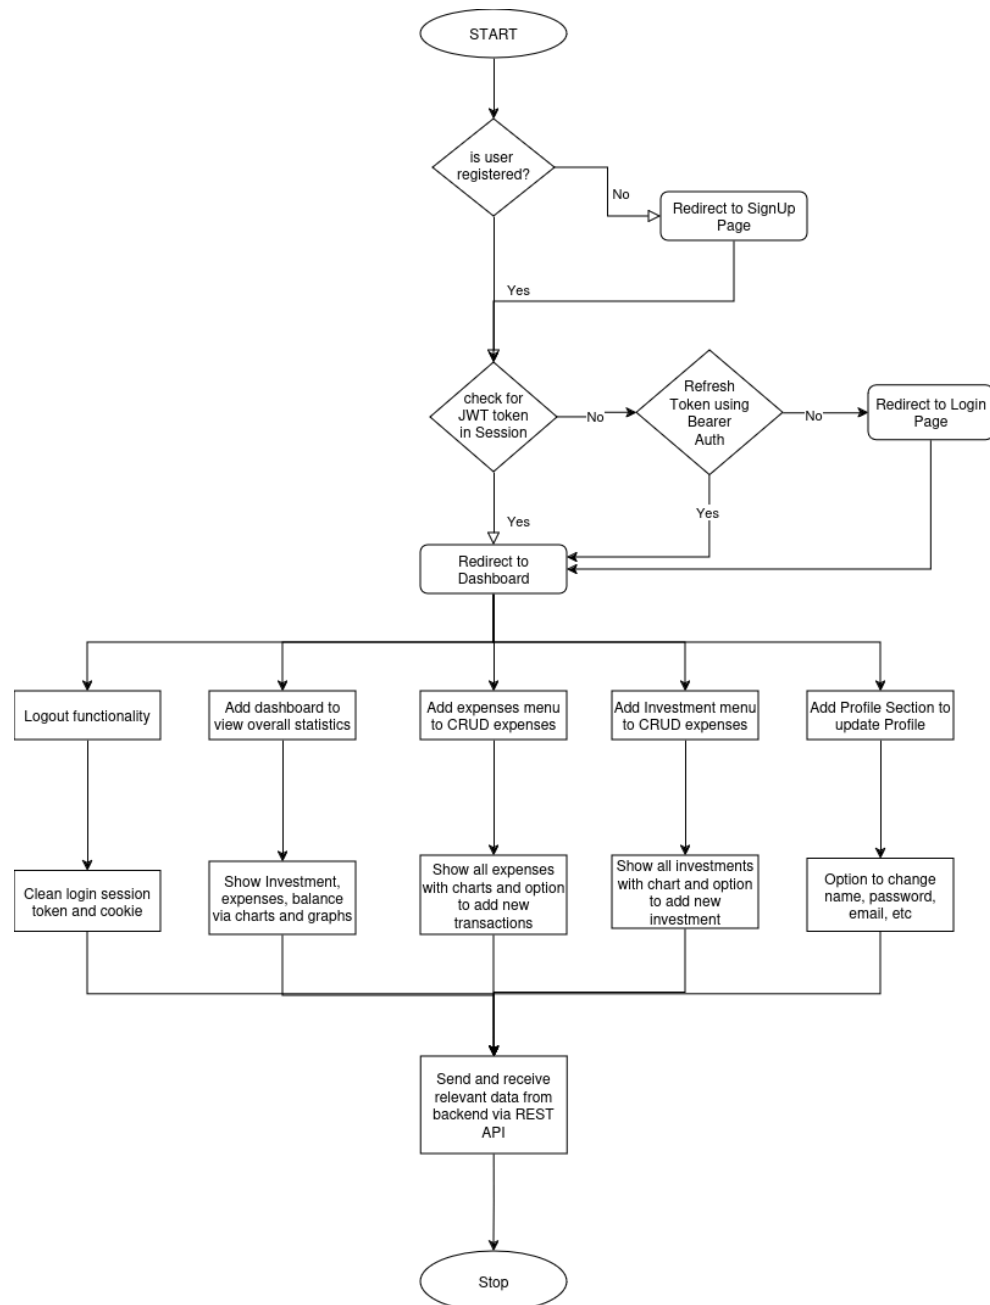 START
is user
registered?
No
Redirect to SignUp
Page
Yes
check for
JWT token
in Session
No
Refresh
Token using
Bearer
Auth
No
Redirect to Login
Page
Yes
Yes
Redirect to
Dashboard
Logout functionality
Add dashboard to
view overall statistics
Add expenses menu
to CRUD expenses
Add Investment menu
to CRUD expenses
Add Profile Section to
update Profile
Clean login session
token and cookie
Show Investment,
expenses, balance
via charts and graphs
Show all expenses
with charts and option
to add new
transactions
Show all investments
with chart and option
to add new
investment
Option to change
name, password,
email, etc
Send and receive
relevant data from
backend via REST
API
Stop